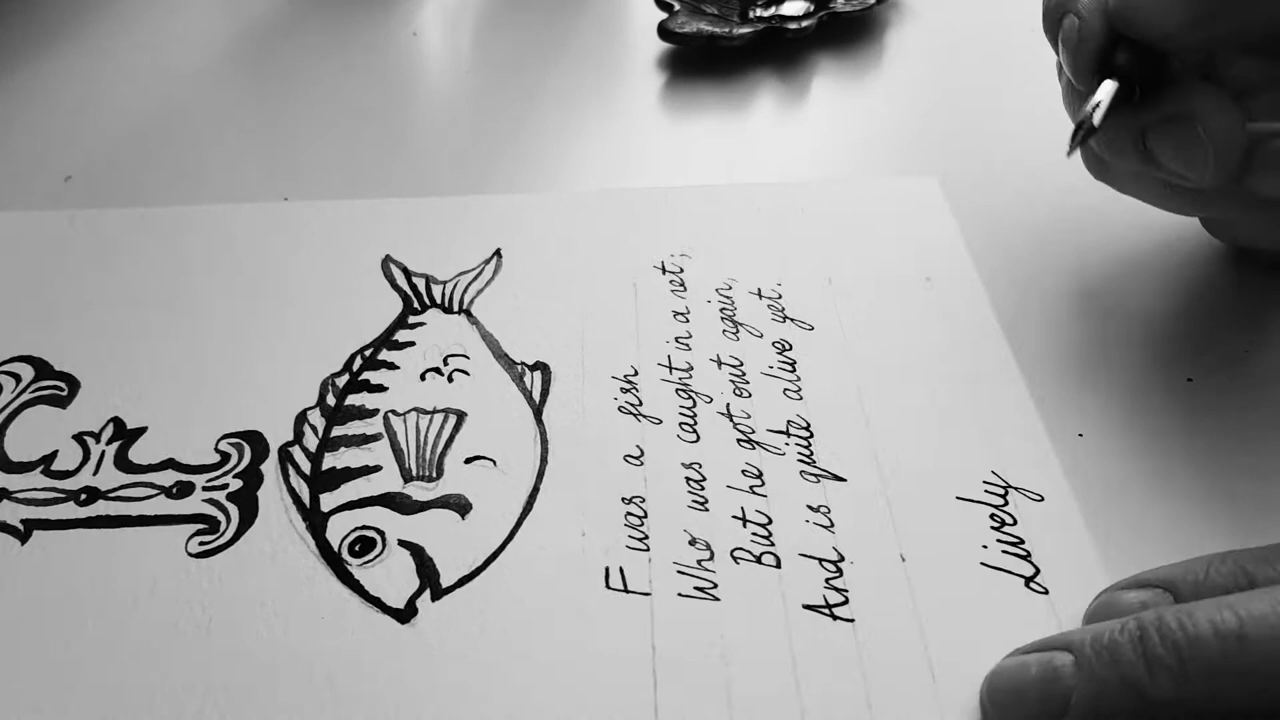 F was a fish
Who was caught in a net;
But he got out again,
And is quite alive yet.
Lively